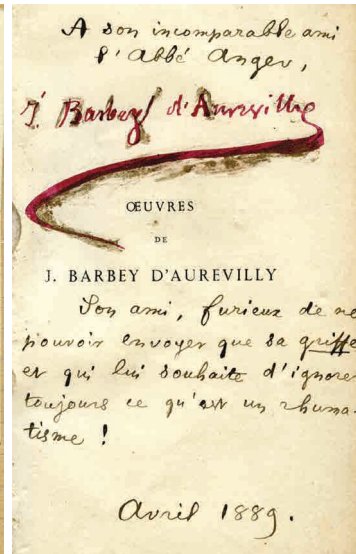 A son incomparable ami
l'Abbé Anger,
J. Barbey d'Aurevilly
ŒUVRES
DE
J. BARBEY D'AUREVILLY
Son ami, furieux de ne
pouvoir envoyer que sa griffe
et qui lui souhaite d'ignorer
toujours ce qu'est un rhuma-
tisme !
Avril 1889.